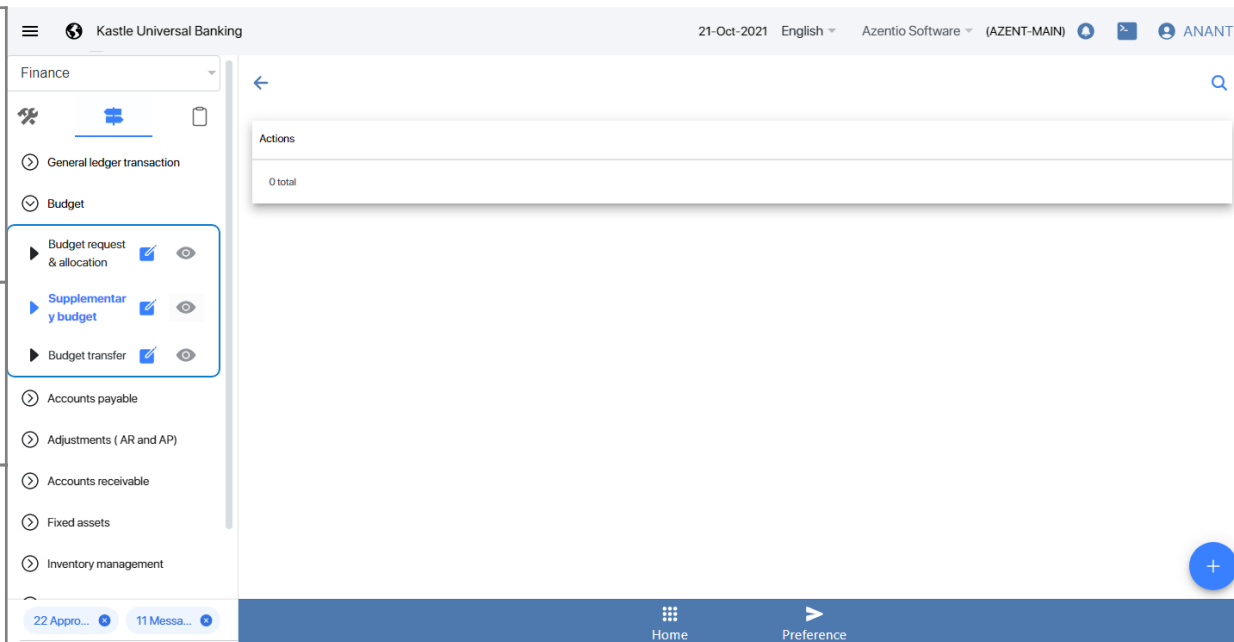 Kastle Universal Banking 21-Oct-2021 English Azentio Software (AZENT-MAIN) ANANT
Finance
Actions
0 total
General ledger transaction
Budget
Budget request
& allocation
Supplementar
y budget
Budget transfer
Accounts payable
Adjustments ( AR and AP)
Accounts receivable
Fixed assets
Inventory management
22 Appro... 11 Messa...
Home Preference